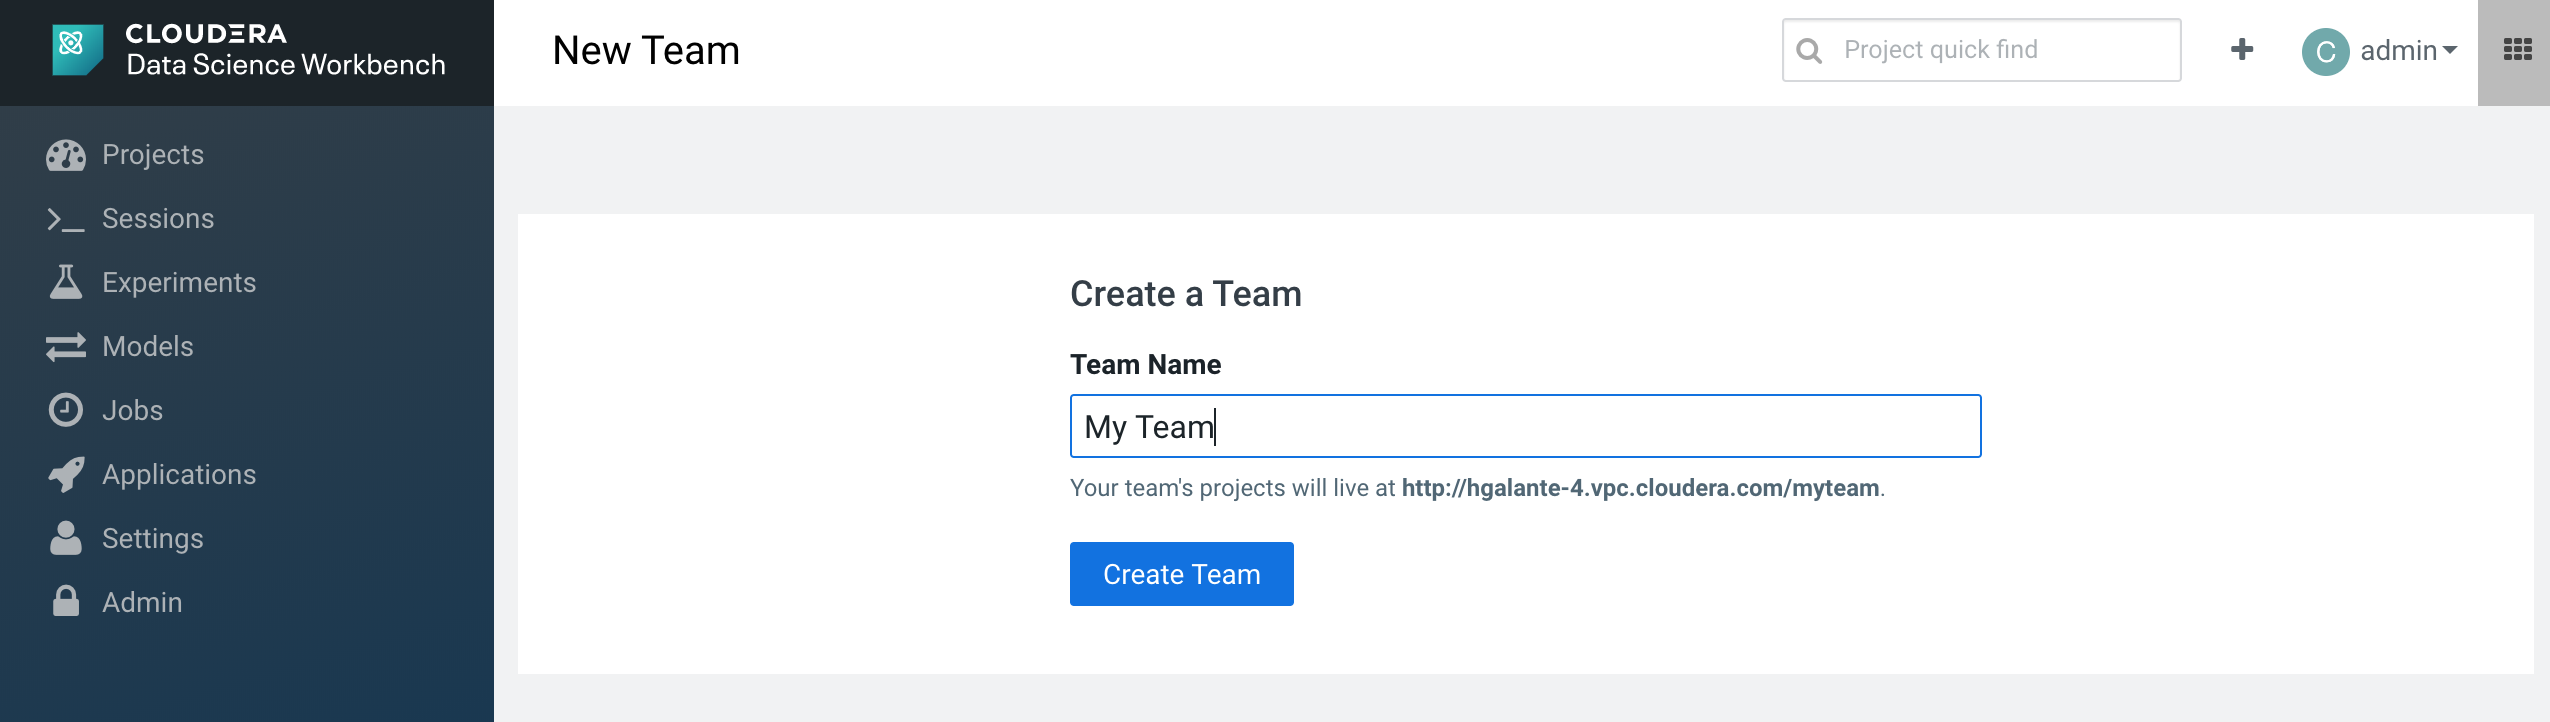 CLOUDERA
Data Science Workbench
New Team
Project quick find
C
admin
Projects
Sessions
Experiments
Models
Jobs
Applications
Settings
Admin
Create a Team
Team Name
My Team
Your team's projects will live at http://hgalante-4.vpc.cloudera.com/myteam.
Create Team